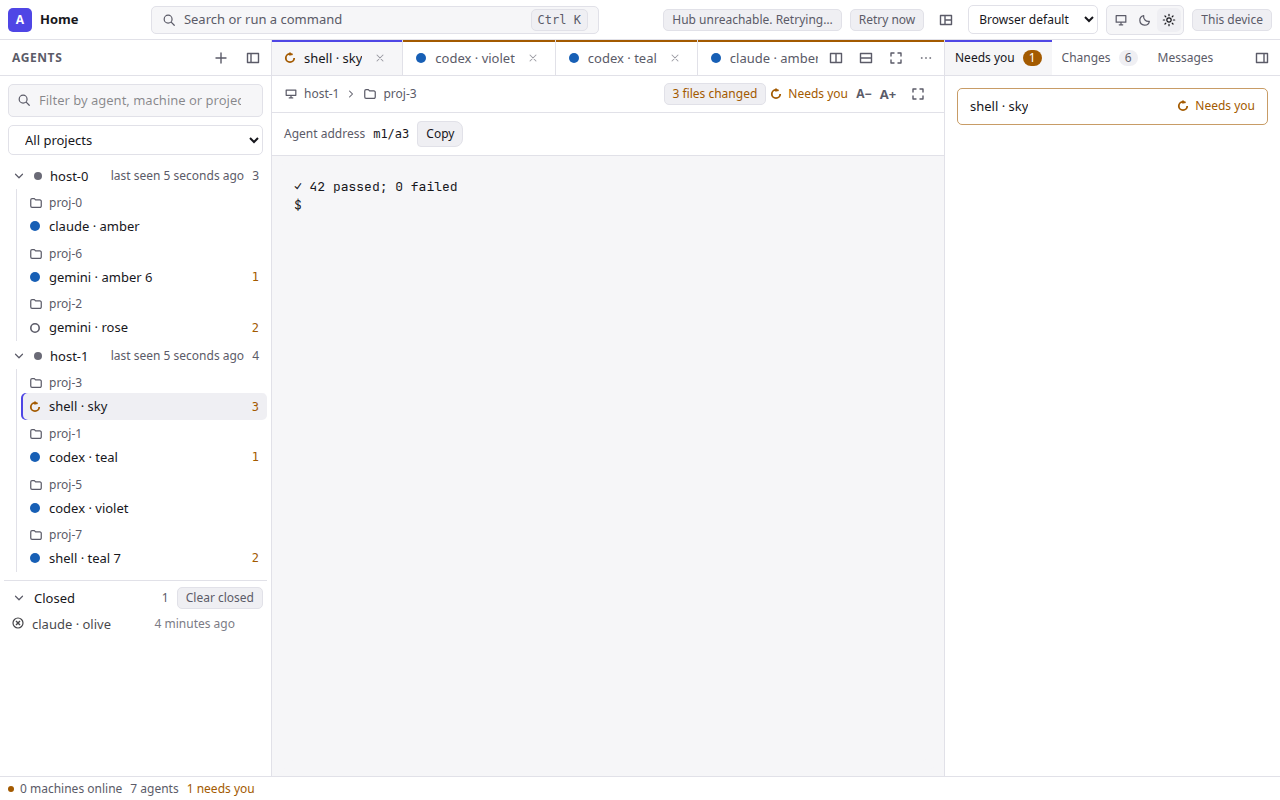 A Home Search or run a command Ctrl K Hub unreachable. Retrying... Retry now Browser default This device
AGENTS
Filter by agent, machine or projec
All projects
host-0 last seen 5 seconds ago 3
proj-0
claude · amber
proj-6
gemini · amber 6 1
proj-2
gemini · rose 2
host-1 last seen 5 seconds ago 4
proj-3
shell · sky 3
proj-1
codex · teal 1
proj-5
codex · violet
proj-7
shell · teal 7 2
Closed 1 Clear closed
claude · olive 4 minutes ago
shell · sky codex · violet codex · teal claude · amber
host-1 proj-3 3 files changed Needs you A− A+
Agent address m1/a3 Copy
✓ 42 passed; 0 failed
$
Needs you 1 Changes 6 Messages
shell · sky Needs you
0 machines online 7 agents 1 needs you